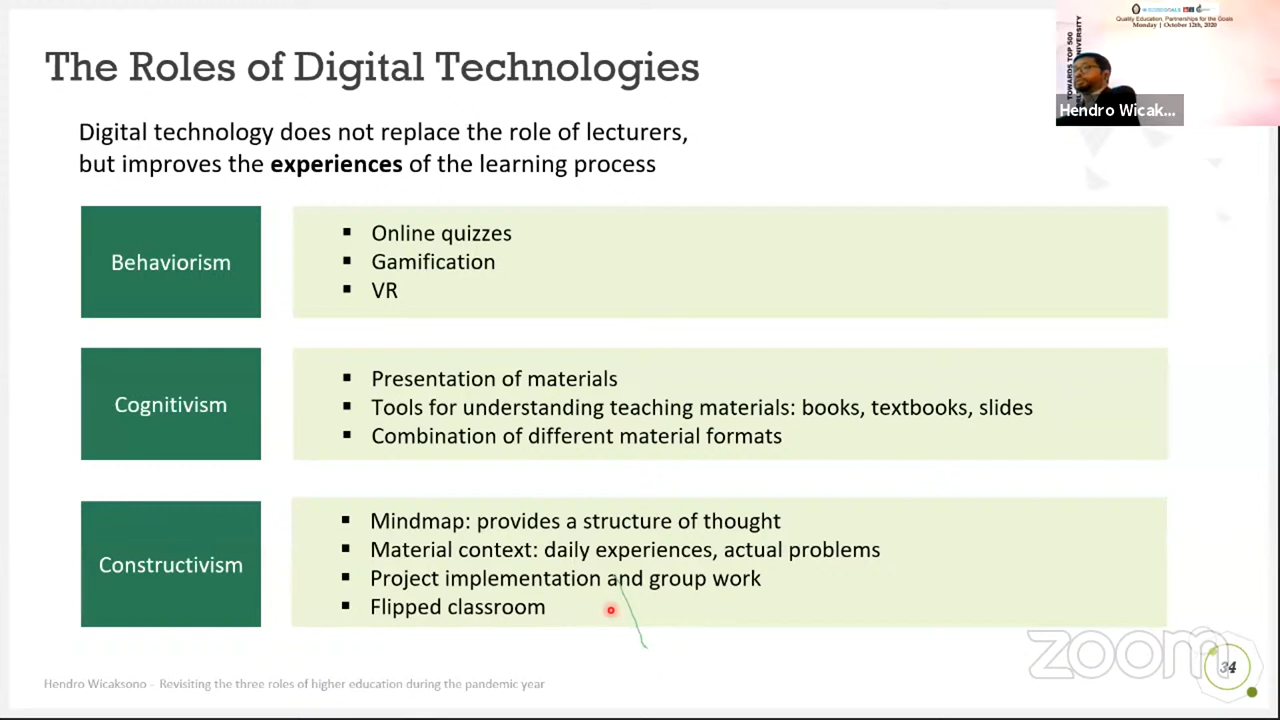 Quality Education, Partnerships for the Goals
Monday | October 12th, 2020
TOWARDS TOP 500
UNIVERSITY
Hendro Wicak...
The Roles of Digital Technologies
Digital technology does not replace the role of lecturers,
but improves the experiences of the learning process
Behaviorism
▪ Online quizzes
▪ Gamification
▪ VR
Cognitivism
▪ Presentation of materials
▪ Tools for understanding teaching materials: books, textbooks, slides
▪ Combination of different material formats
Constructivism
▪ Mindmap: provides a structure of thought
▪ Material context: daily experiences, actual problems
▪ Project implementation and group work
▪ Flipped classroom
zoom
34
Hendro Wicaksono - Revisiting the three roles of higher education during the pandemic year